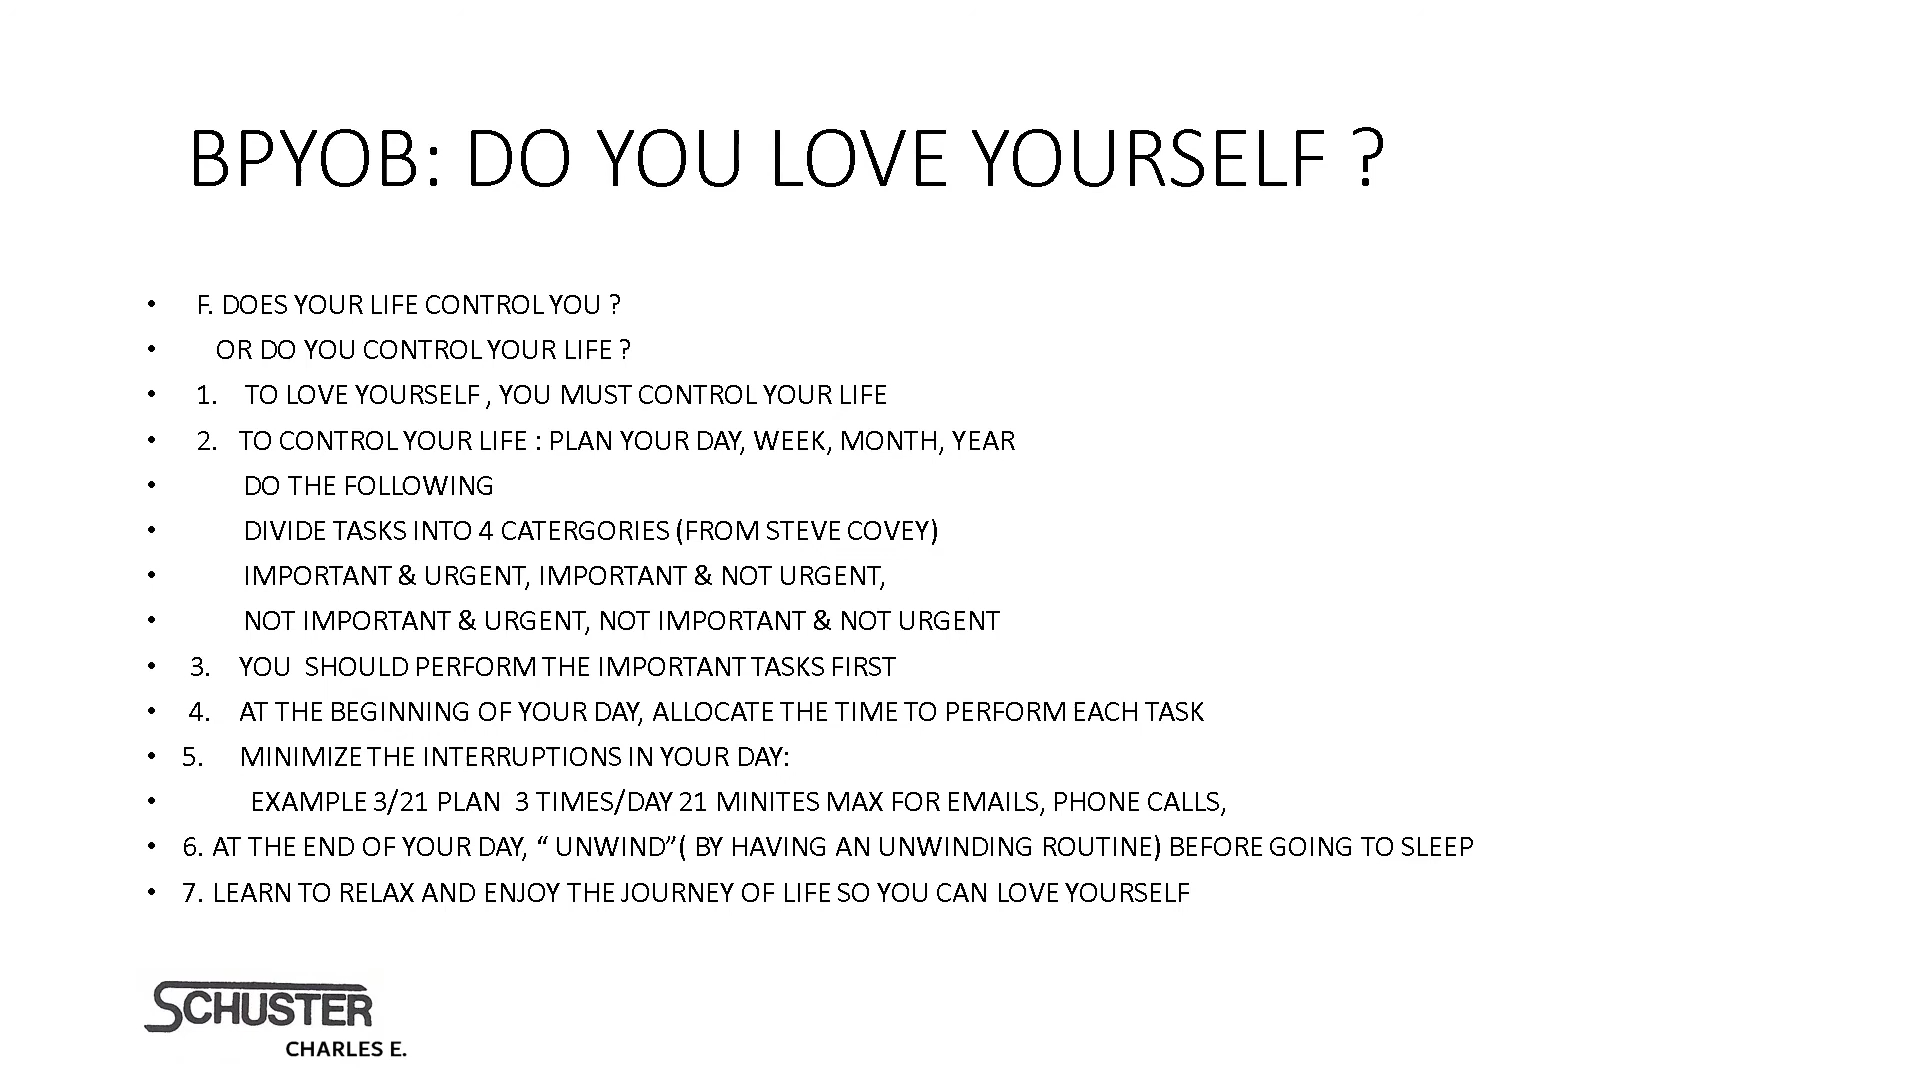 BPYOB: DO YOU LOVE YOURSELF ?
• F. DOES YOUR LIFE CONTROL YOU ?
• OR DO YOU CONTROL YOUR LIFE ?
• 1. TO LOVE YOURSELF , YOU MUST CONTROL YOUR LIFE
• 2. TO CONTROL YOUR LIFE : PLAN YOUR DAY, WEEK, MONTH, YEAR
• DO THE FOLLOWING
• DIVIDE TASKS INTO 4 CATERGORIES (FROM STEVE COVEY)
• IMPORTANT & URGENT, IMPORTANT & NOT URGENT,
• NOT IMPORTANT & URGENT, NOT IMPORTANT & NOT URGENT
• 3. YOU SHOULD PERFORM THE IMPORTANT TASKS FIRST
• 4. AT THE BEGINNING OF YOUR DAY, ALLOCATE THE TIME TO PERFORM EACH TASK
• 5. MINIMIZE THE INTERRUPTIONS IN YOUR DAY:
• EXAMPLE 3/21 PLAN 3 TIMES/DAY 21 MINITES MAX FOR EMAILS, PHONE CALLS,
• 6. AT THE END OF YOUR DAY, “ UNWIND”( BY HAVING AN UNWINDING ROUTINE) BEFORE GOING TO SLEEP
• 7. LEARN TO RELAX AND ENJOY THE JOURNEY OF LIFE SO YOU CAN LOVE YOURSELF
SCHUSTER
CHARLES E.